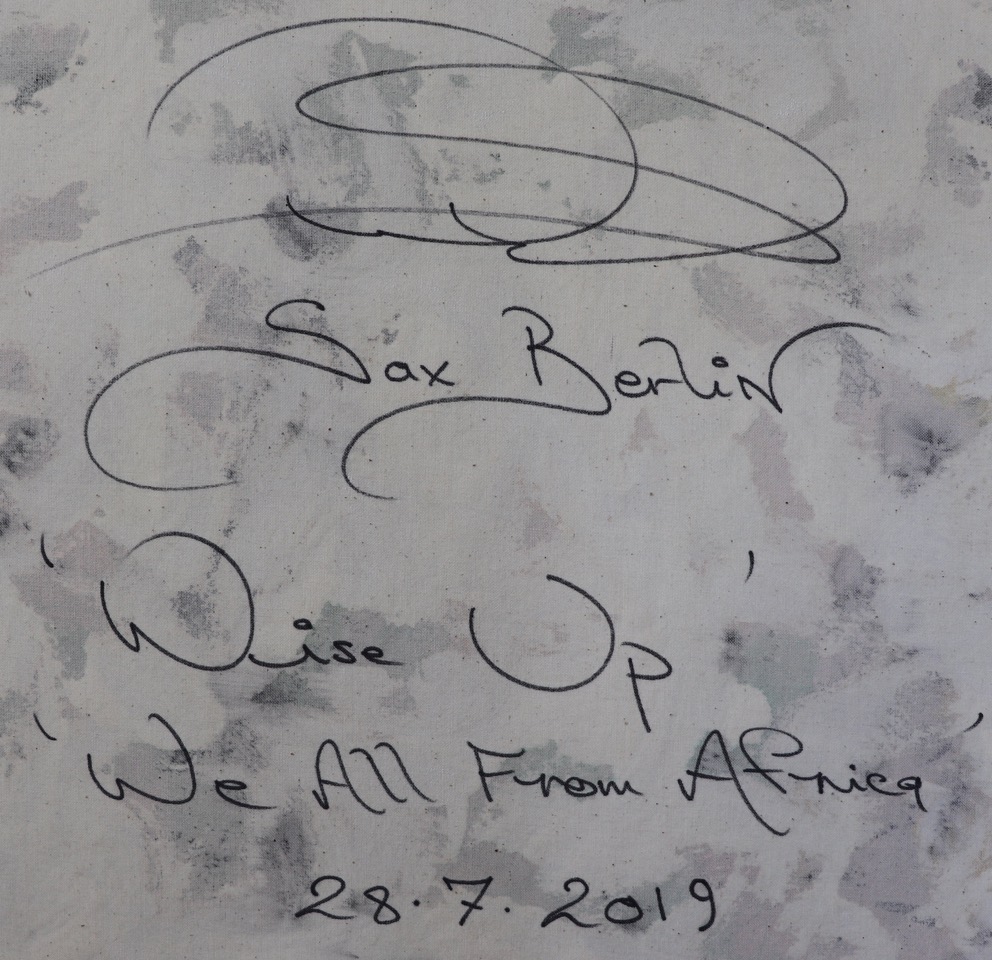 Sax Berlin
'Wise Up'
'We All From Africa'
28.7.2019